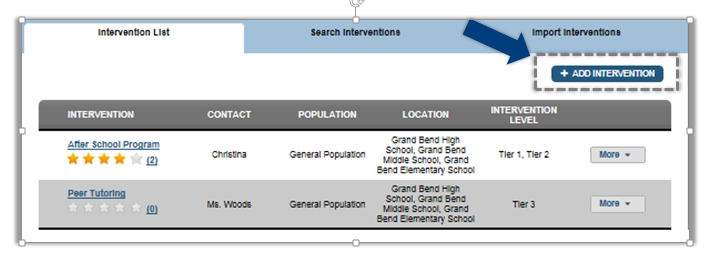 Intervention List Search Interventions Import Interventions
+ ADD INTERVENTION
INTERVENTION CONTACT POPULATION LOCATION INTERVENTION LEVEL
After School Program
(2)
Christina
General Population
Grand Bend High
School, Grand Bend
Middle School, Grand
Bend Elementary School
Tier 1, Tier 2
More
Peer Tutoring
(0)
Ms. Woods
General Population
Grand Bend High
School, Grand Bend
Middle School, Grand
Bend Elementary School
Tier 3
More